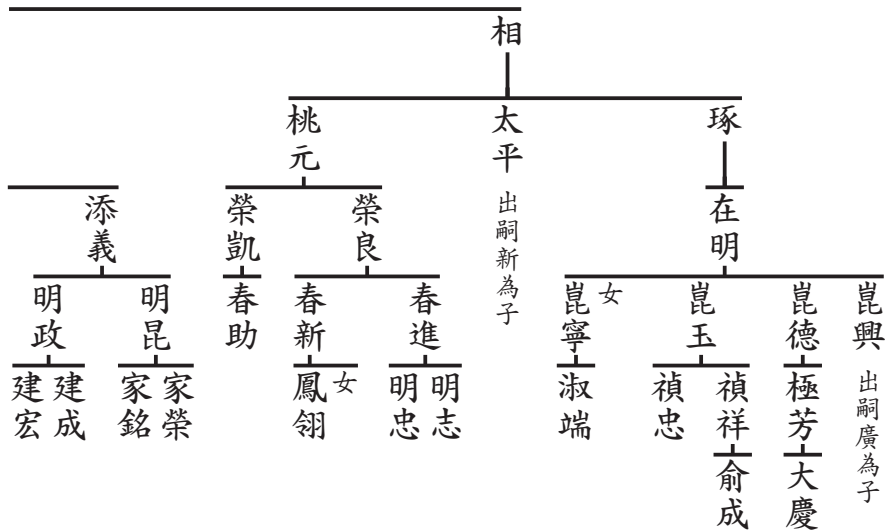 相
琢
太平 出嗣新為子
桃元
在明
榮良
榮凱
添義
崑興 出嗣廣為子
崑德
崑玉
崑寧 女
春進
春新
春助
明昆
明政
極芳
禎祥
禎忠
淑端
明志
明忠
鳳翎 女
家榮
家銘
建成
建宏
大慶
俞成